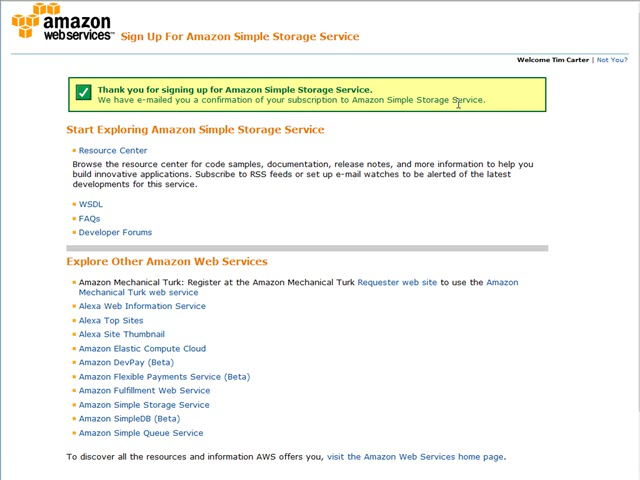 amazon
webservices™
Sign Up For Amazon Simple Storage Service
Welcome Tim Carter | Not You?
Thank you for signing up for Amazon Simple Storage Service.
We have e-mailed you a confirmation of your subscription to Amazon Simple Storage Service.
Start Exploring Amazon Simple Storage Service
Resource Center
Browse the resource center for code samples, documentation, release notes, and more information to help you
build innovative applications. Subscribe to RSS feeds or set up e-mail watches to be alerted of the latest
developments for this service.
WSDL
FAQs
Developer Forums
Explore Other Amazon Web Services
Amazon Mechanical Turk: Register at the Amazon Mechanical Turk Requester web site to use the Amazon
Mechanical Turk web service
Alexa Web Information Service
Alexa Top Sites
Alexa Site Thumbnail
Amazon Elastic Compute Cloud
Amazon DevPay (Beta)
Amazon Flexible Payments Service (Beta)
Amazon Fulfillment Web Service
Amazon Simple Storage Service
Amazon SimpleDB (Beta)
Amazon Simple Queue Service
To discover all the resources and information AWS offers you, visit the Amazon Web Services home page.